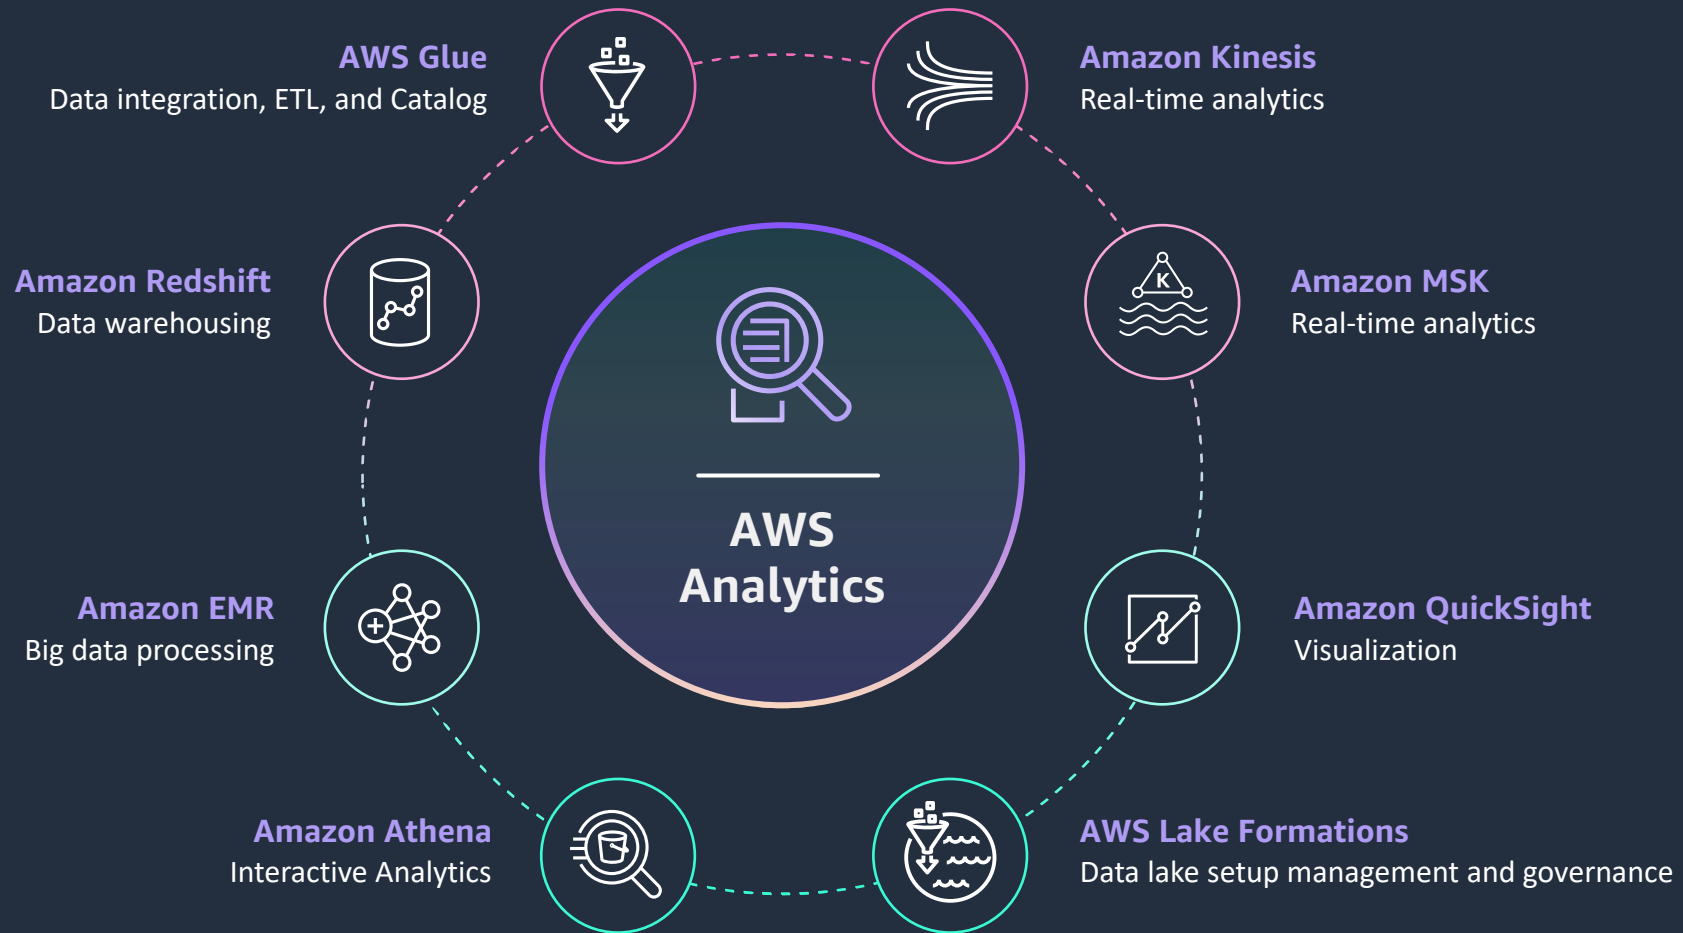 AWS Glue
Data integration, ETL, and Catalog
Amazon Kinesis
Real-time analytics
Amazon Redshift
Data warehousing
K
Amazon MSK
Real-time analytics
AWS
Analytics
Amazon EMR
Big data processing
Amazon QuickSight
Visualization
Amazon Athena
Interactive Analytics
AWS Lake Formations
Data lake setup management and governance